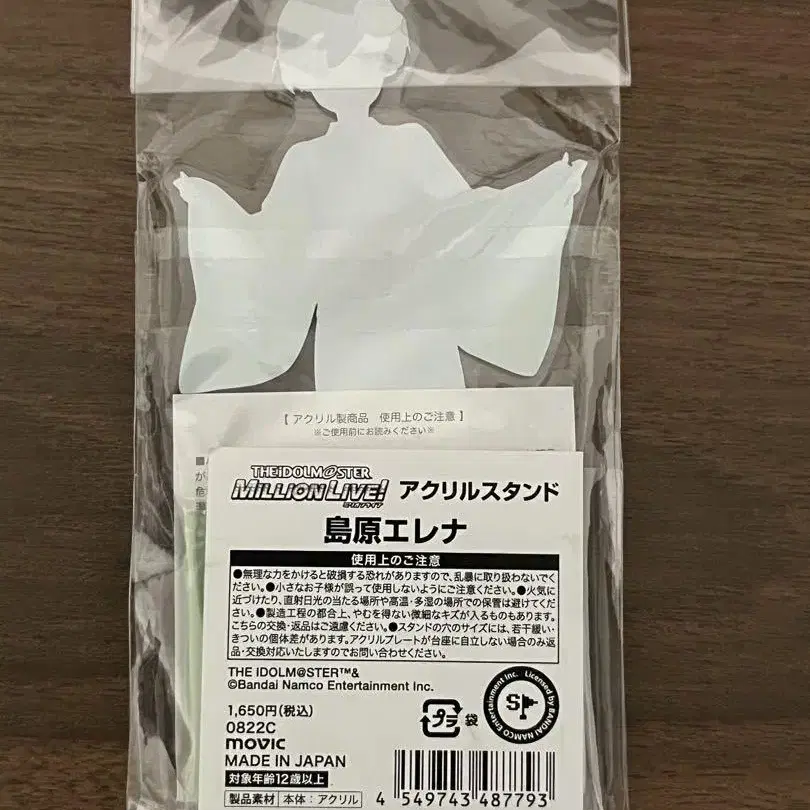 【 アクリル製商品　使用上のご注意 】
※ご使用前にお読みください※
THE IDOLM@STER
MILLION LIVE!
ミリオンライブ
アクリルスタンド
島原エレナ
使用上のご注意
●無理な力をかけると破損する恐れがありますので、乱暴に取り扱わないでく
ださい。●小さなお子様が誤って使用しないようにご注意ください。●火気に
近づけたり、直射日光の当たる場所や高温・多湿の場所での保管は避けてくだ
さい。●製造工程の都合上、やむを得ない微細なキズが入るものもあります。
こちらの交換・返品はご遠慮ください。●スタンドの穴のサイズには、若干緩い・
きついの個体差があります。アクリルプレートが台座に自立しない場合のみ返
品・交換対応いたしますのでお問い合わせください。
THE IDOLM@STER™&
©Bandai Namco Entertainment Inc.
1,650円(税込)
0822C
movic
MADE IN JAPAN
対象年齢12歳以上
製品素材 本体：アクリル
プラ 袋
Licensed by BANDAI NAMCO Entertainment Inc.
4 549743 487793